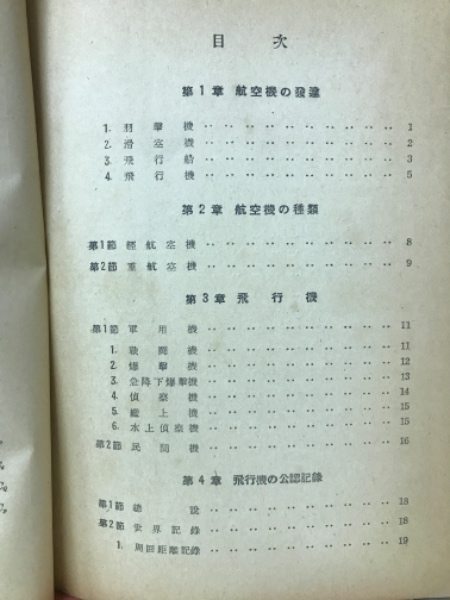 目次
第1章 航空機の發達
1. 羽撃機 ‥‥‥‥‥‥‥‥‥‥ 1
2. 滑空機 ‥‥‥‥‥‥‥‥‥‥ 2
3. 飛行船 ‥‥‥‥‥‥‥‥‥‥ 3
4. 飛行機 ‥‥‥‥‥‥‥‥‥‥ 5
第2章 航空機の種類
第1節 輕航空機 ‥‥‥‥‥‥‥‥‥‥ 8
第2節 重航空機 ‥‥‥‥‥‥‥‥‥‥ 9
第3章 飛行機
第1節 軍用機 ‥‥‥‥‥‥‥‥‥‥ 11
1. 戰鬪機 ‥‥‥‥‥‥‥‥‥‥ 11
2. 爆撃機 ‥‥‥‥‥‥‥‥‥‥ 12
3. 急降下爆撃機 ‥‥‥‥‥‥‥‥‥‥ 13
4. 偵察機 ‥‥‥‥‥‥‥‥‥‥ 14
5. 艦上機 ‥‥‥‥‥‥‥‥‥‥ 15
6. 水上偵察機 ‥‥‥‥‥‥‥‥‥‥ 15
第2節 民間機 ‥‥‥‥‥‥‥‥‥‥ 16
第4章 飛行機の公認記錄
第1節 總説 ‥‥‥‥‥‥‥‥‥‥ 18
第2節 世界記錄 ‥‥‥‥‥‥‥‥‥‥ 18
1. 周囘距離記錄 ‥‥‥‥‥‥‥‥‥‥ 19